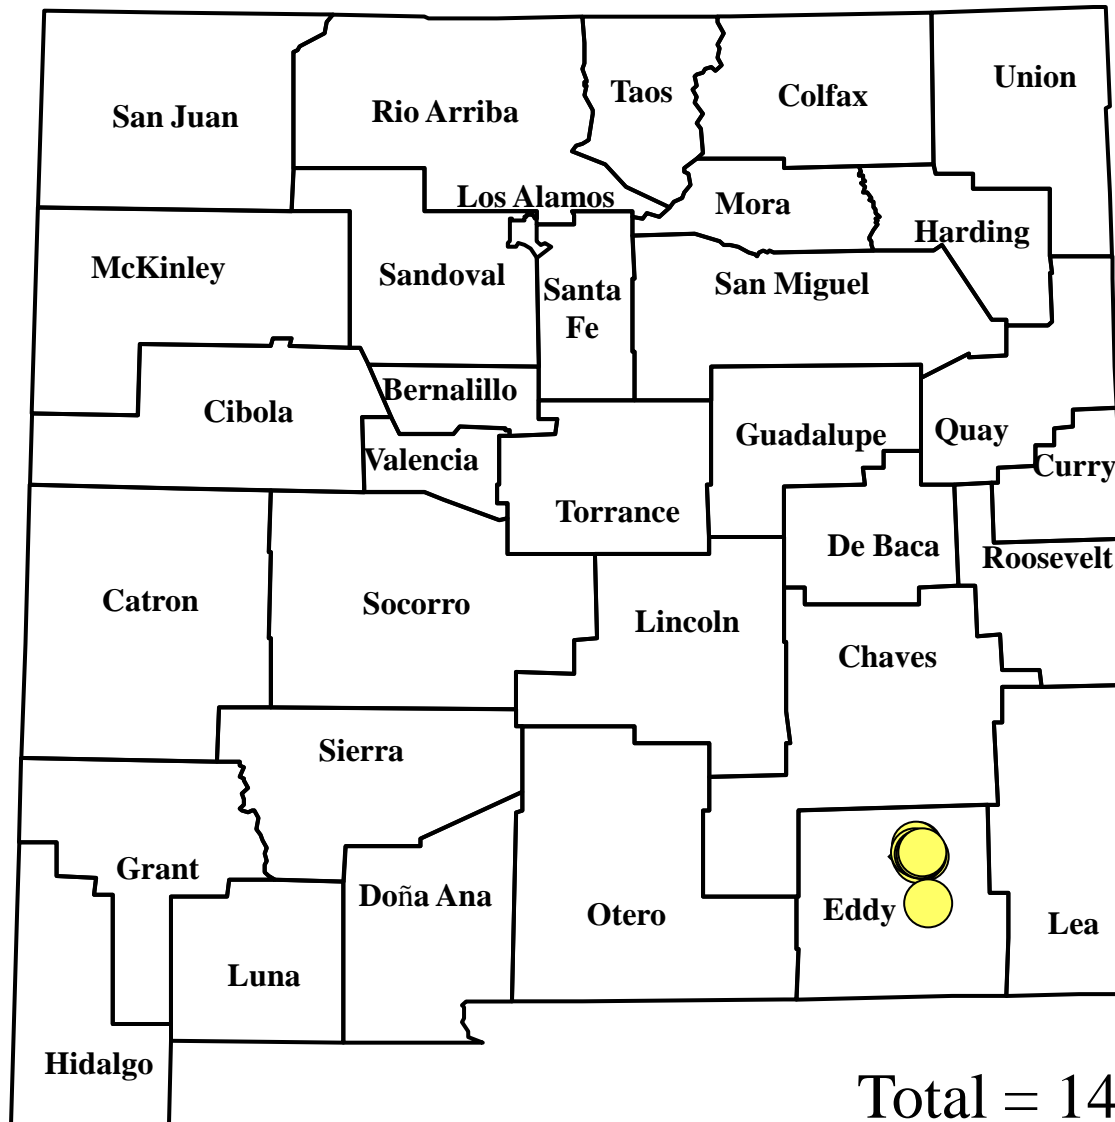 San Juan
Rio Arriba
Taos
Colfax
Union
Los Alamos
Mora
Harding
McKinley
Sandoval
Santa
Fe
San Miguel
Bernalillo
Cibola
Valencia
Guadalupe
Quay
Curry
Torrance
De Baca
Roosevelt
Catron
Socorro
Lincoln
Chaves
Sierra
Grant
Doña Ana
Otero
Eddy
Lea
Luna
Hidalgo
Total = 14